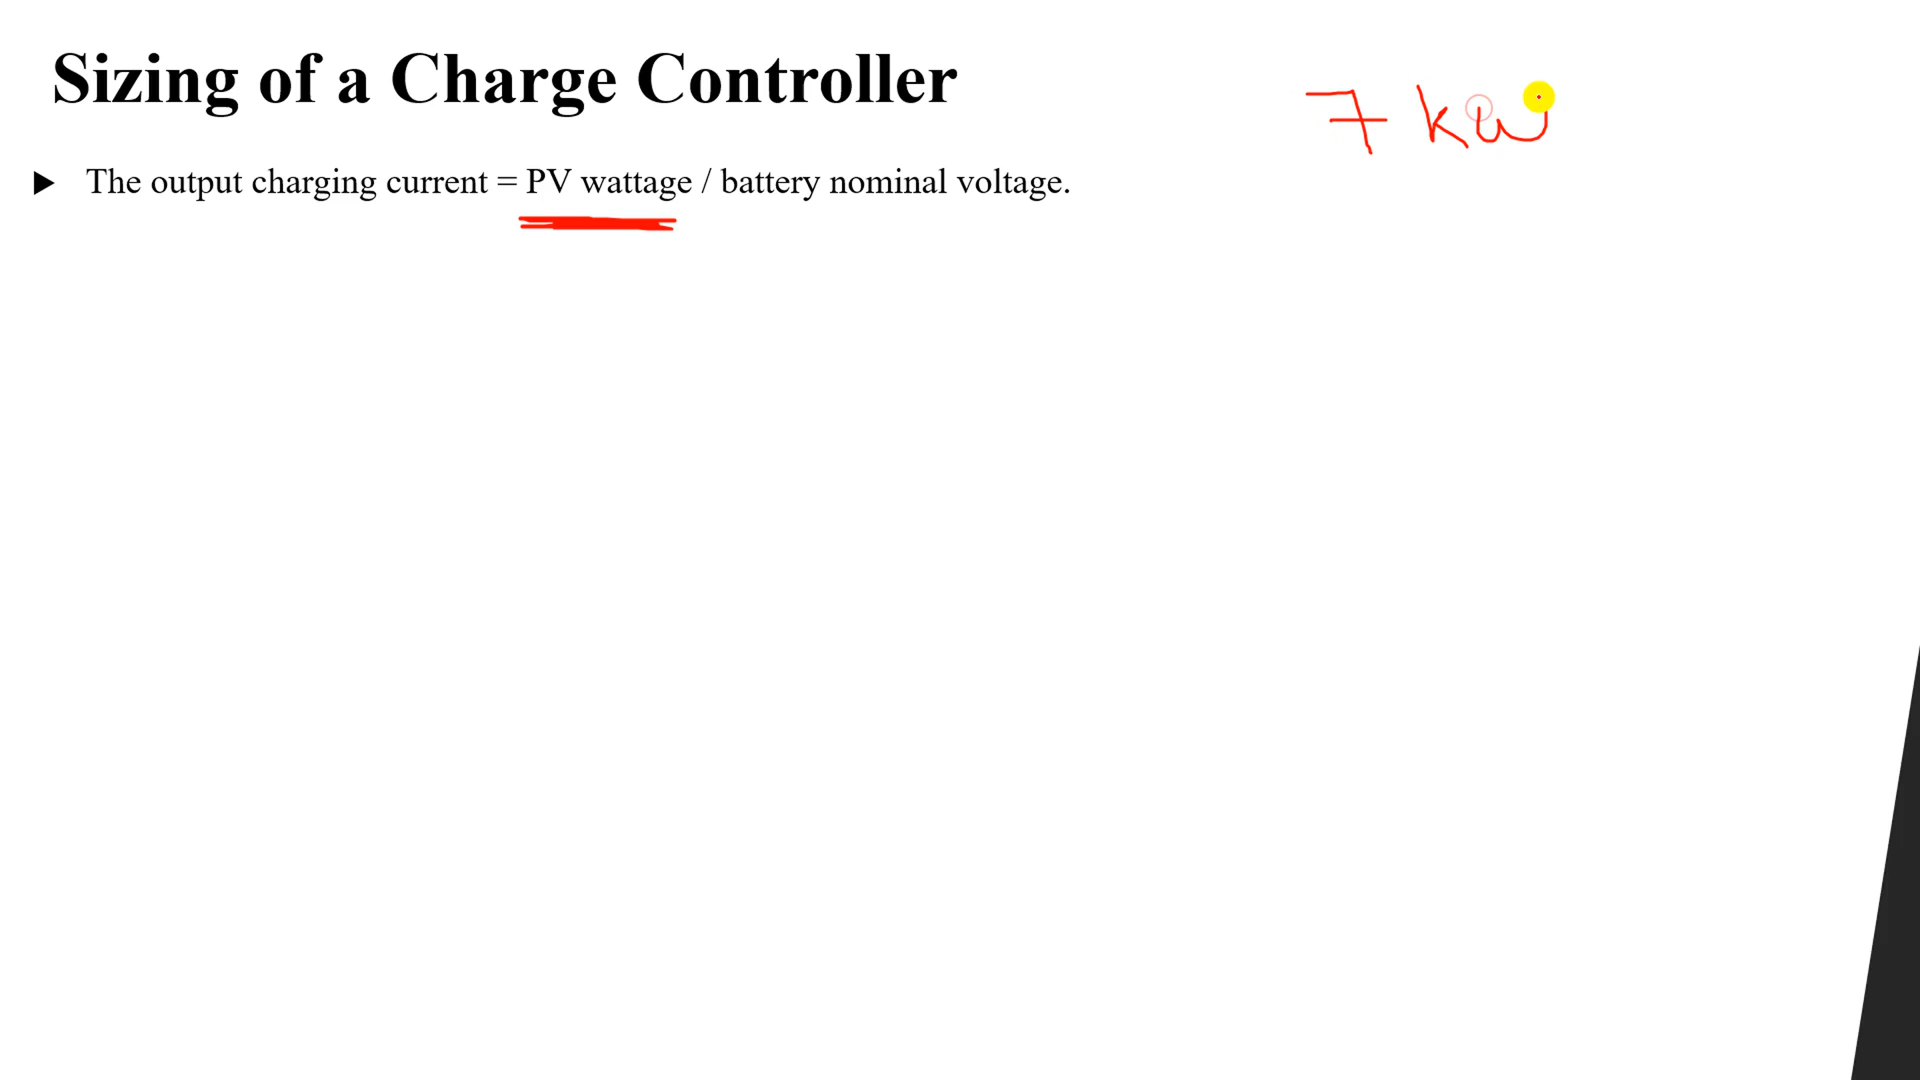 Sizing of a Charge Controller
7 kw
The output charging current = PV wattage / battery nominal voltage.